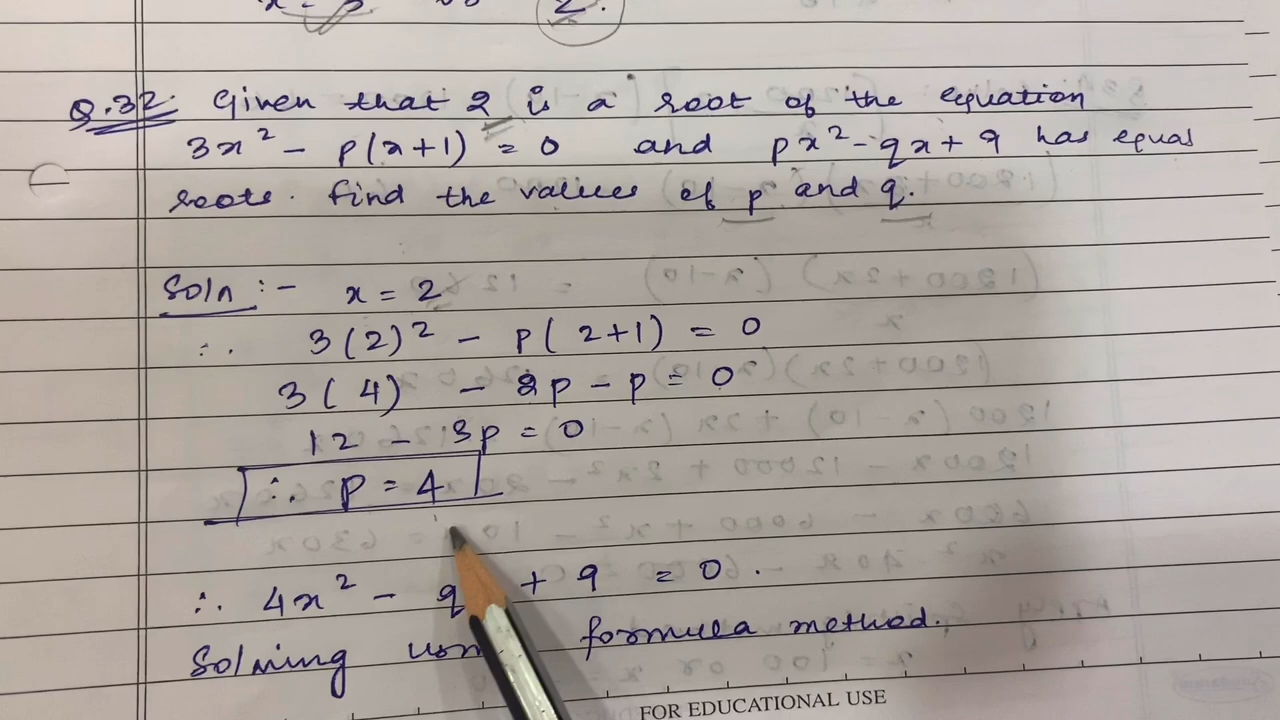 Q.32. Given that 2 is a root of the equation
3x² - p(x+1) = 0 and px² - qx + 9 has equal
roots. find the values of p and q.
Soln :- x = 2
∴ 3(2)² - p(2+1) = 0
3(4) - 2p - p = 0
12 - 3p = 0
∴ p = 4
∴ 4x² - q + 9 = 0.
Solving formula method.
FOR EDUCATIONAL USE